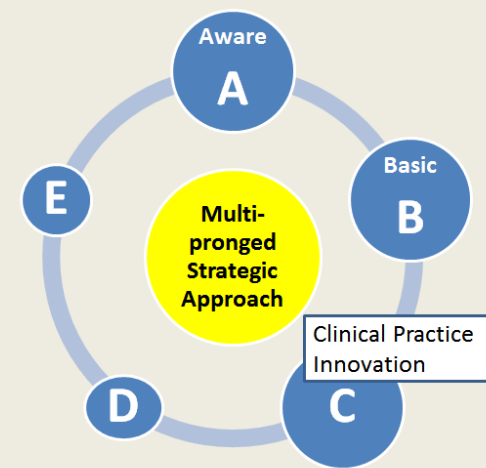 Aware
A
Basic
B
Multi-
pronged
Strategic
Approach
E
Clinical Practice
Innovation
C
D